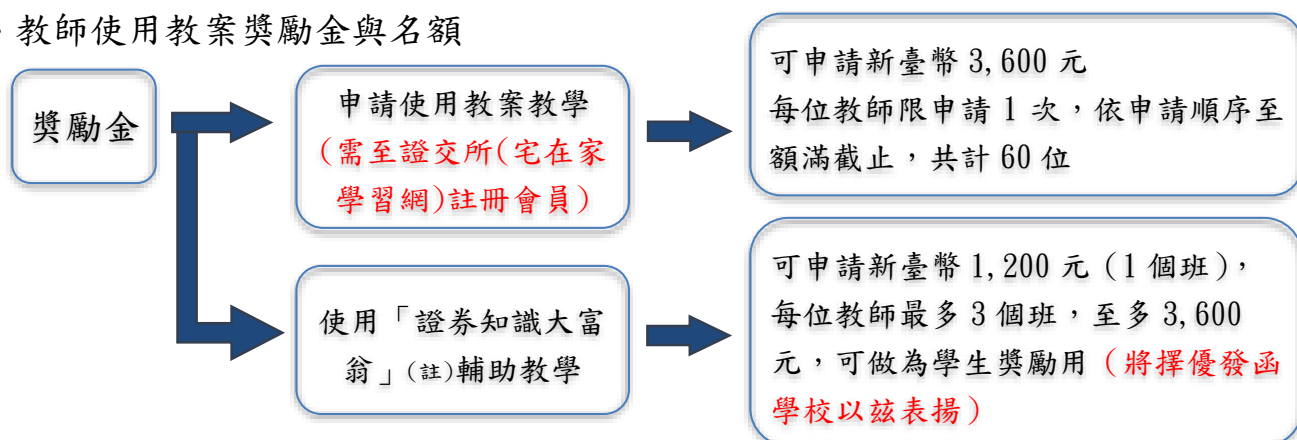 教師使用教案獎勵金與名額
獎勵金
申請使用教案教學
(需至證交所(宅在家
學習網)註冊會員)
可申請新臺幣 3,600 元
每位教師限申請 1 次，依申請順序至
額滿截止，共計 60 位
使用「證券知識大富
翁」(註)輔助教學
可申請新臺幣 1,200 元 (1 個班)，
每位教師最多 3 個班，至多 3,600
元，可做為學生獎勵用（將擇優發函
學校以茲表揚）